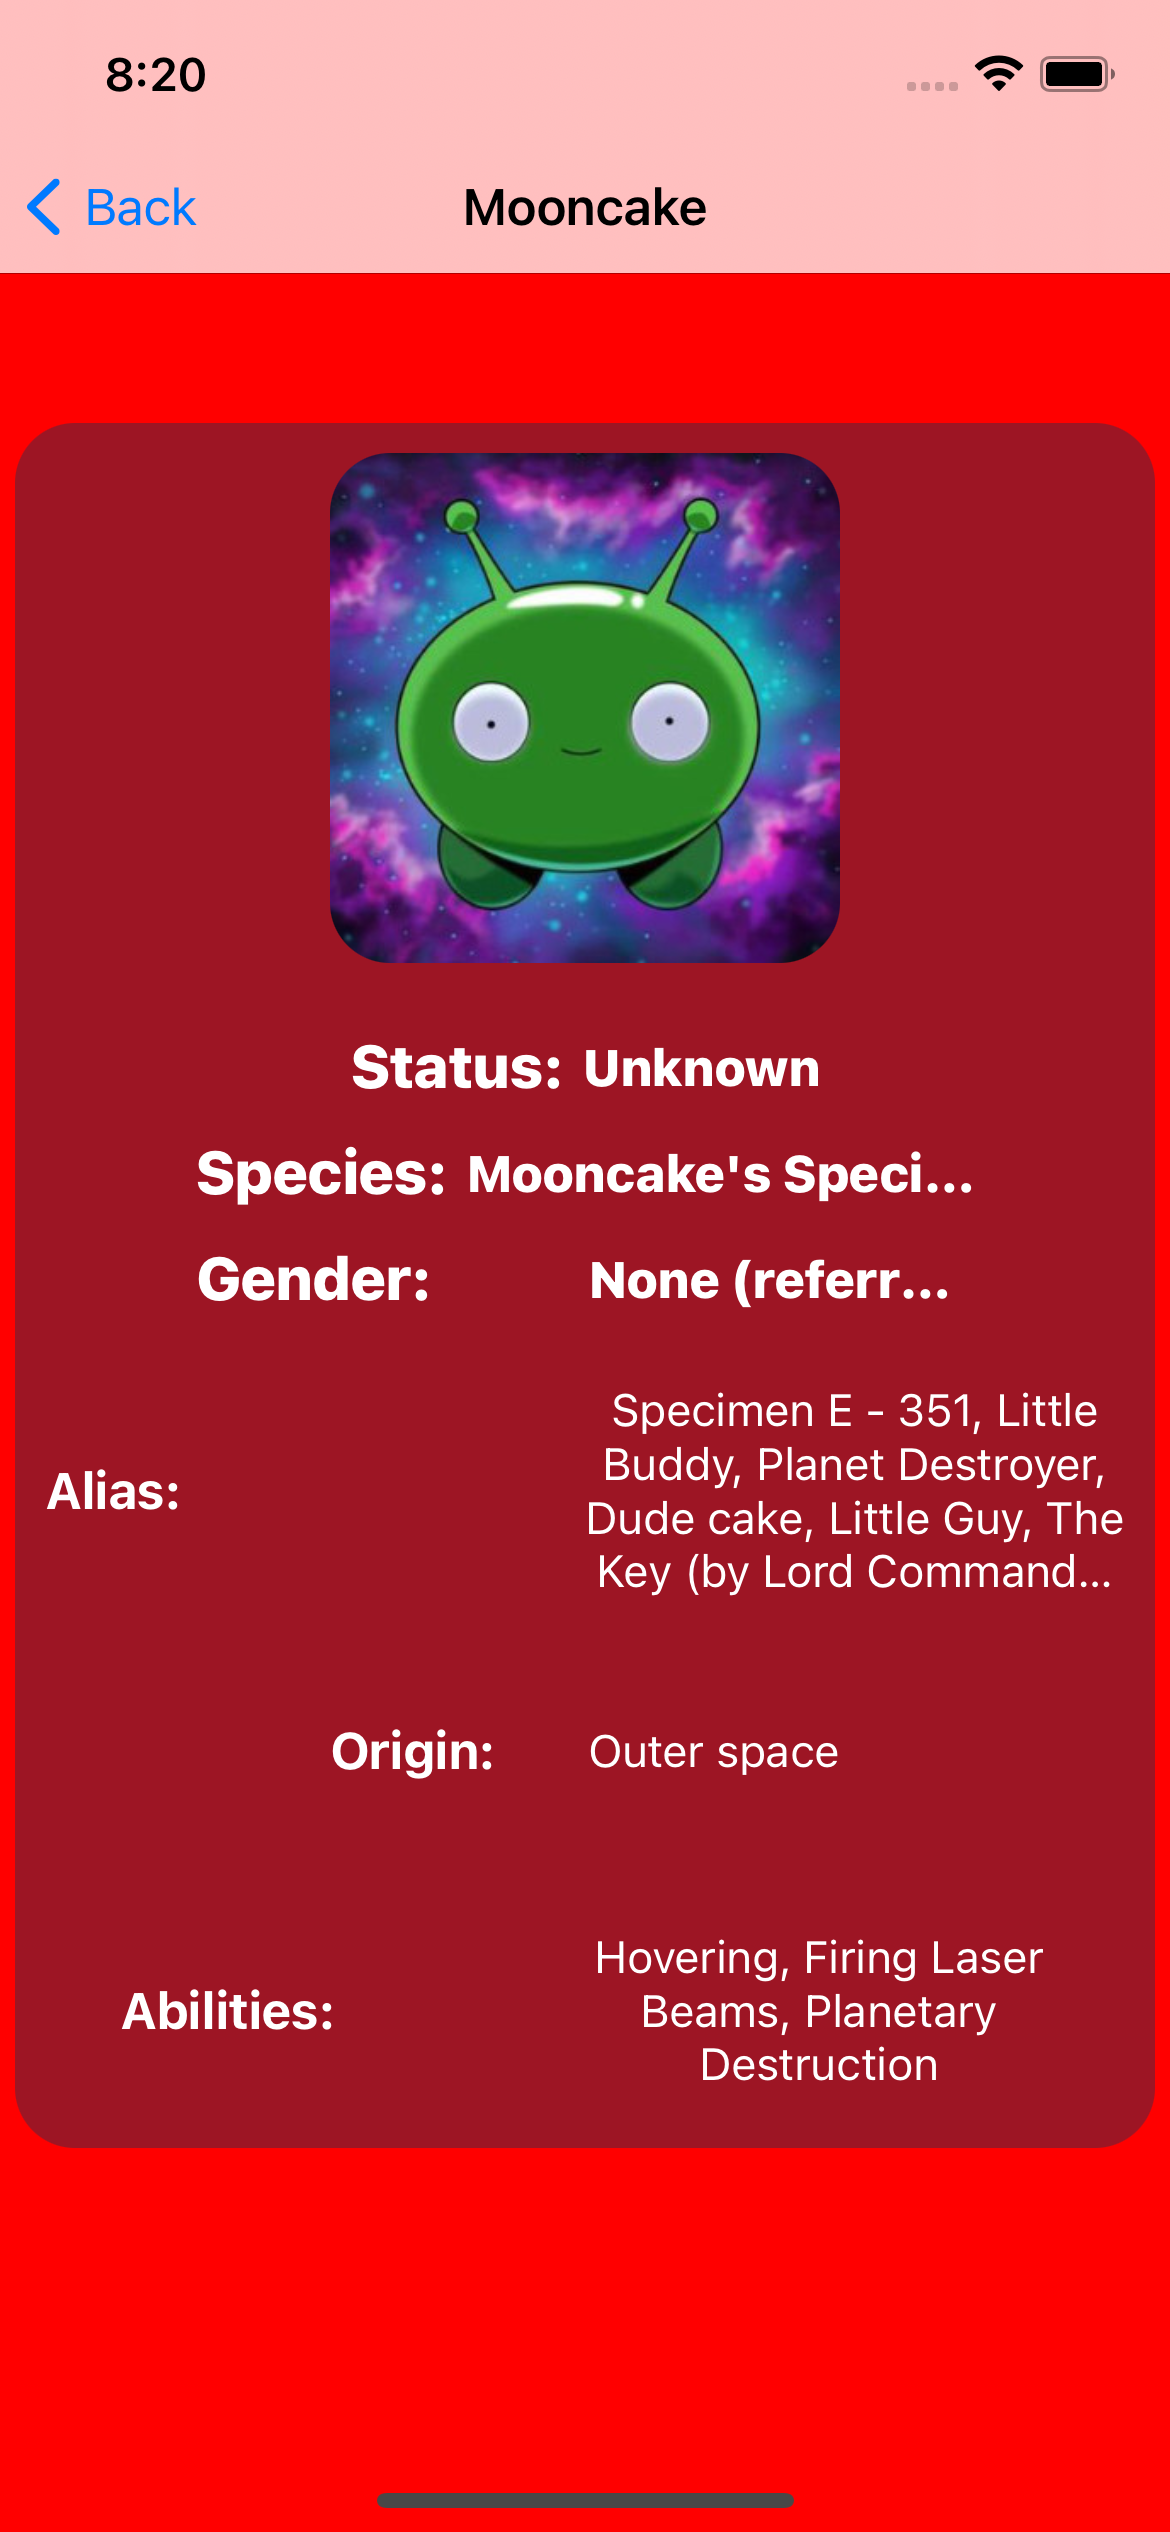 8:20
Back
Mooncake
Status: Unknown
Species: Mooncake's Speci...
Gender: None (referr...
Alias:
Specimen E - 351, Little
Buddy, Planet Destroyer,
Dude cake, Little Guy, The
Key (by Lord Command...
Origin: Outer space
Abilities:
Hovering, Firing Laser
Beams, Planetary
Destruction